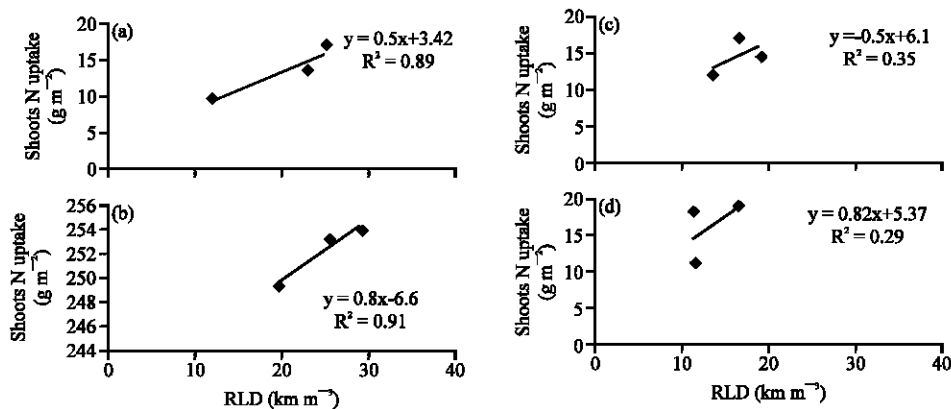 (a)
y = 0.5x+3.42
R² = 0.89
Shoots N uptake
(g m⁻²)
20
15
10
5
0
(b)
y = 0.8x-6.6
R² = 0.91
Shoots N uptake
(g m⁻²)
256
254
252
250
248
246
244
0 10 20 30 40
RLD (km m⁻³)
(c)
y =-0.5x+6.1
R² = 0.35
Shoots N uptake
(g m⁻²)
20
15
10
5
0
(d)
y = 0.82x+5.37
R² = 0.29
Shoots N uptake
(g m⁻²)
20
15
10
5
0
0 10 20 30 40
RLD (km m⁻³)